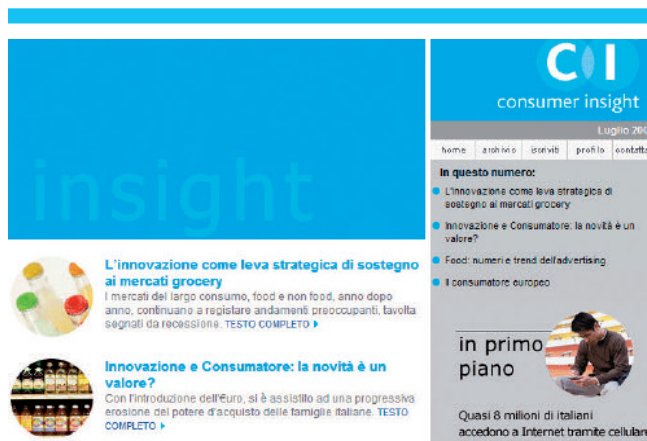 insight
L'innovazione come leva strategica di sostegno
ai mercati grocery
I mercati del largo consumo, food e non food, anno dopo
anno, continuano a registare andamenti preoccupanti, tavolta
segnati da recessione. TESTO COMPLETO
Innovazione e Consumatore: la novità è un
valore?
Con l'introduzione dell'€uro, si è assistito ad una progressiva
erosione del potere d'acquisto delle famiglie italiane. TESTO
COMPLETO
C I
consumer insight
Luglio 200
home archivio iscriviti profilo contatta
In questo numero:
L'innovazione come leva strategica di
sostegno ai mercati grocery
Innovazione e Consumatore: la novità è un
valore?
Food: numeri e trend dell'advertising
Il consumatore europeo
in primo
piano
Quasi 8 milioni di italiani
accedono a Internet tramite cellulare